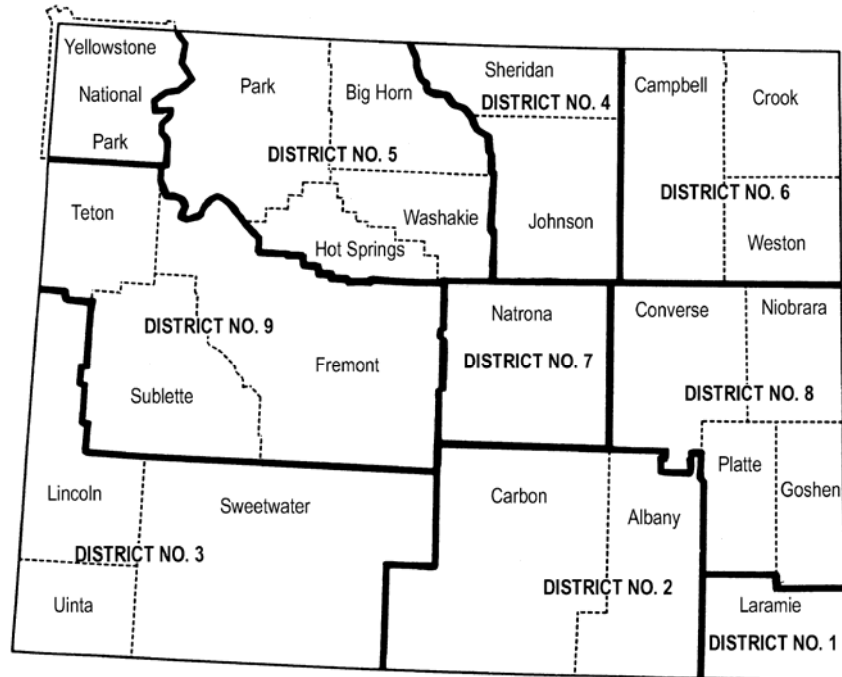 Yellowstone
National
Park
Park
Big Horn
DISTRICT NO. 5
Washakie
Hot Springs
Sheridan
DISTRICT NO. 4
Johnson
Campbell
Crook
DISTRICT NO. 6
Weston
Teton
DISTRICT NO. 9
Fremont
Sublette
Natrona
DISTRICT NO. 7
Converse
Niobrara
DISTRICT NO. 8
Platte
Goshen
Lincoln
Sweetwater
DISTRICT NO. 3
Uinta
Carbon
Albany
DISTRICT NO. 2
Laramie
DISTRICT NO. 1